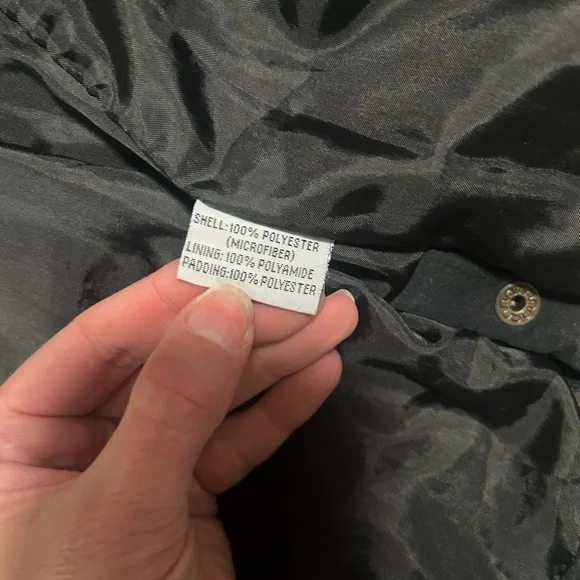 SHELL:100% POLYESTER
(MICROFIBER)
LINING:100% POLYAMIDE
PADDING:100% POLYESTER